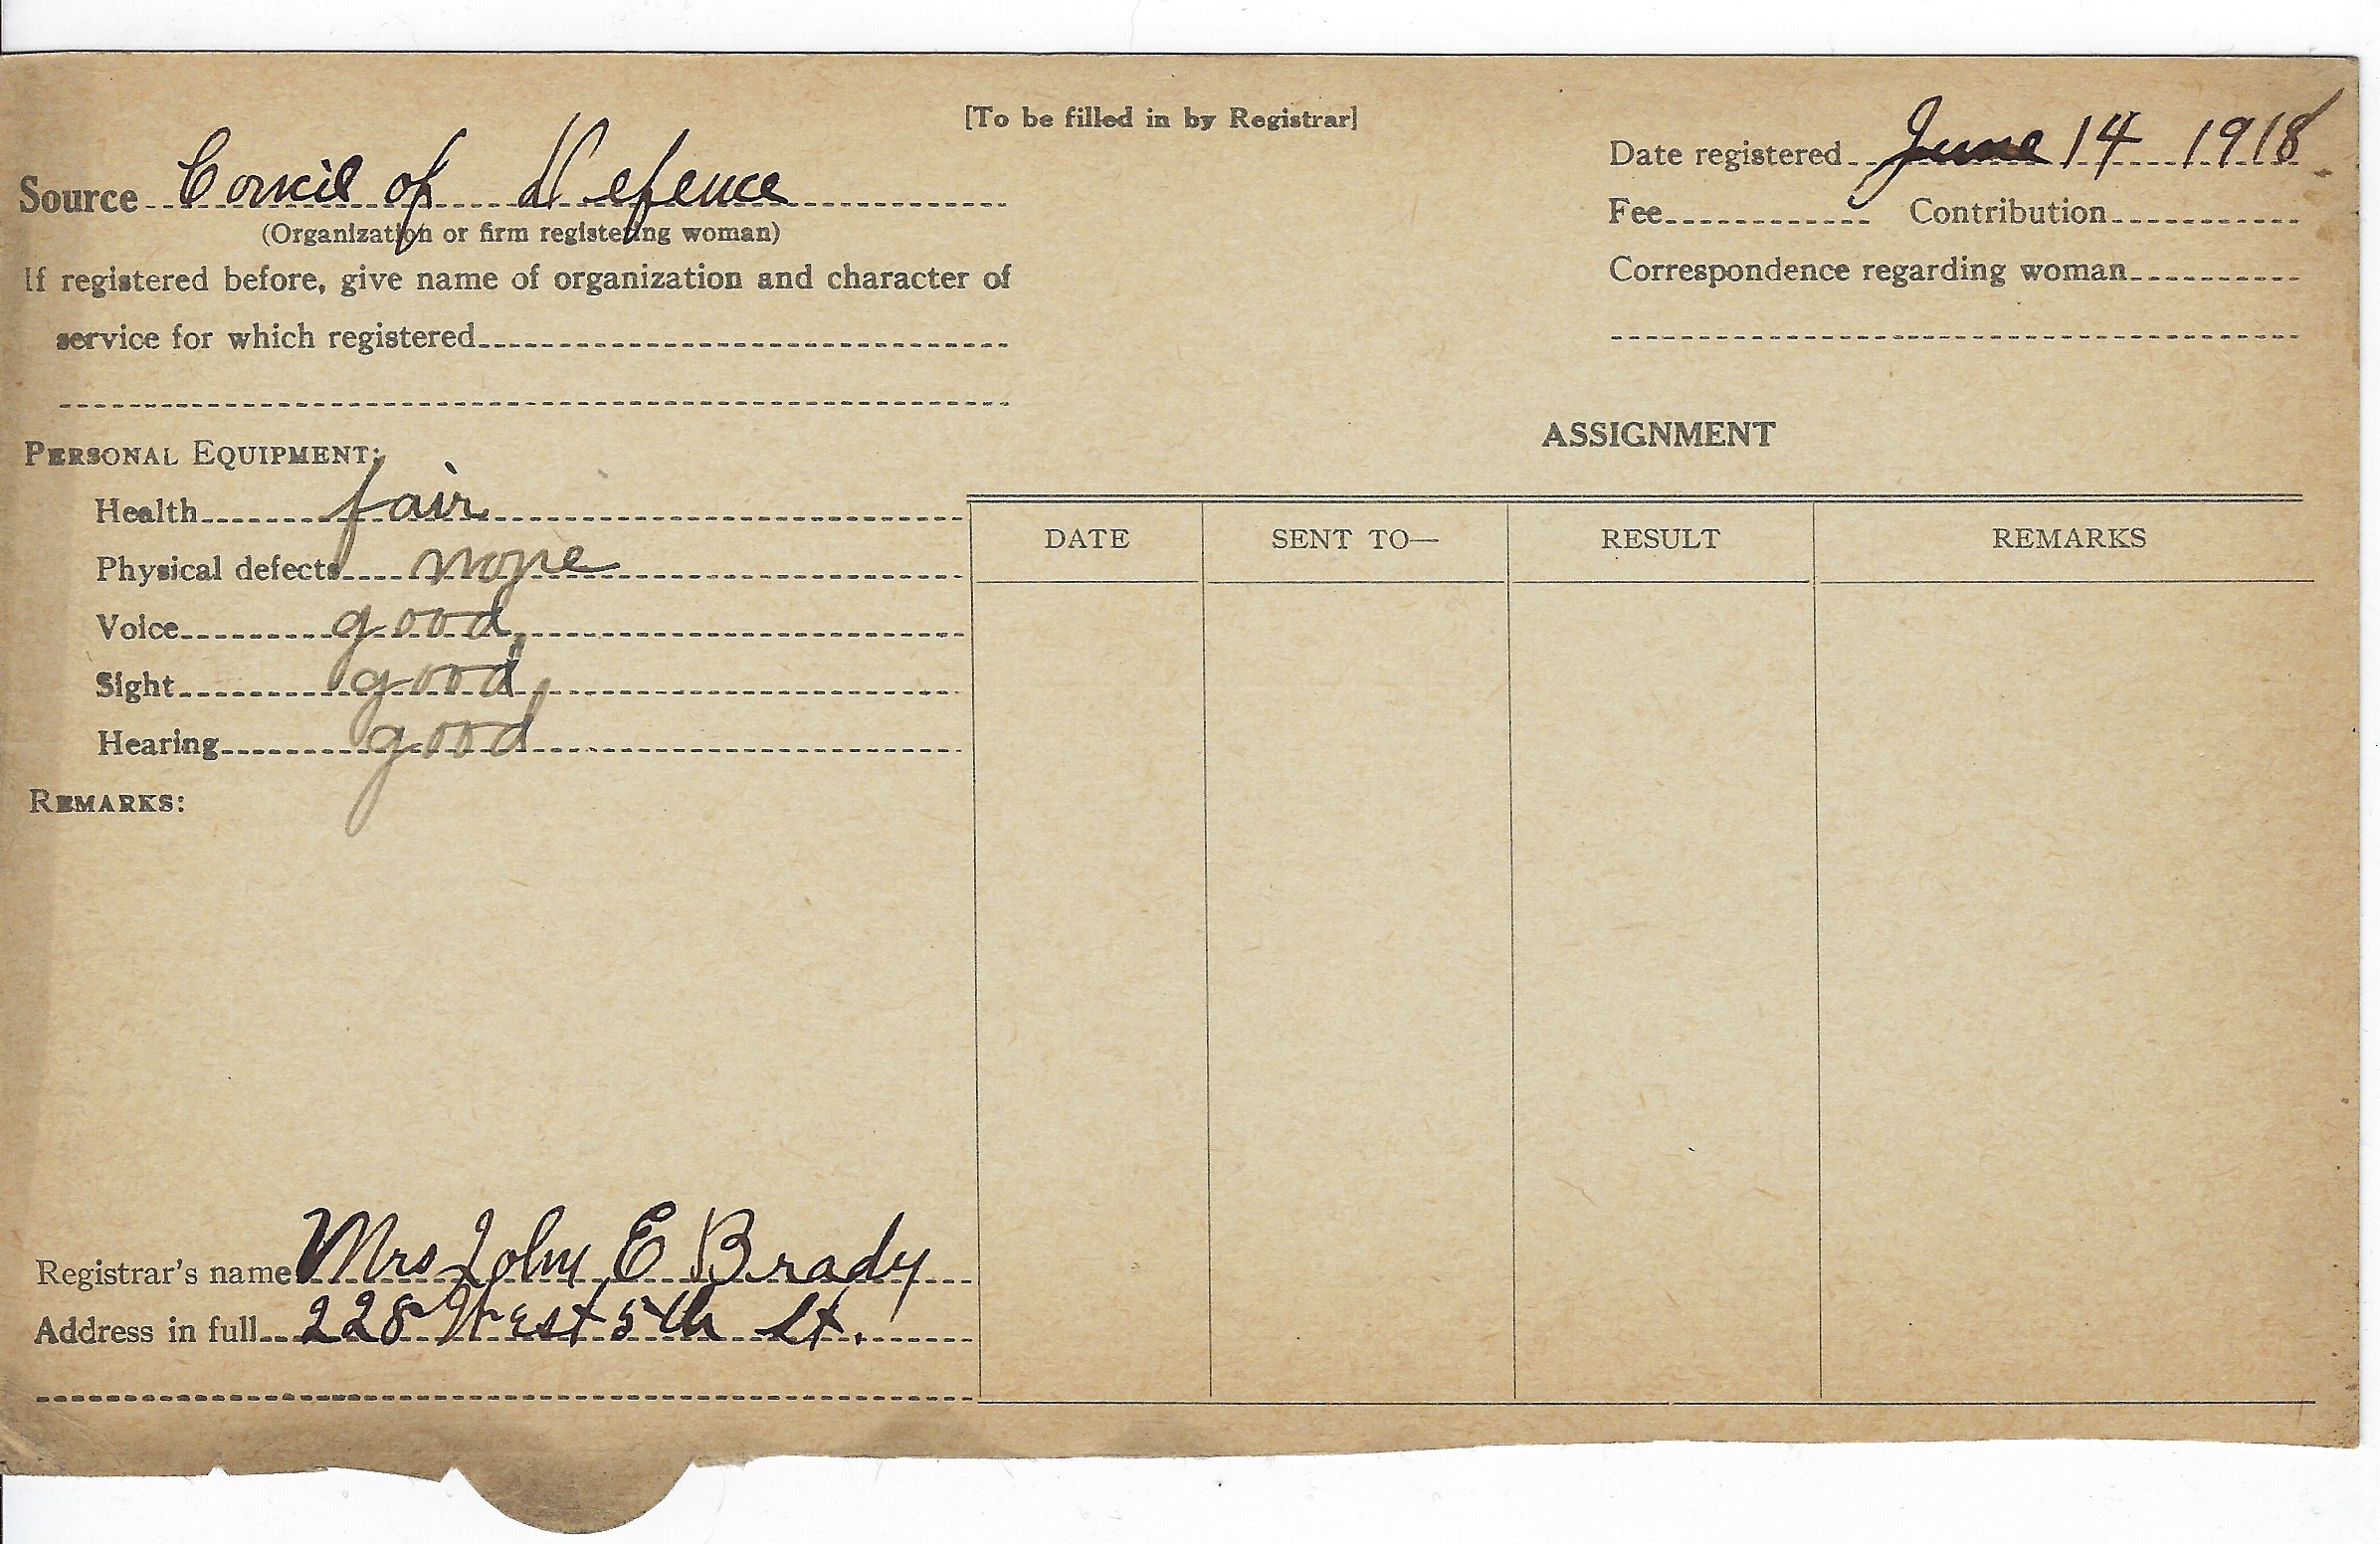 [To be filled in by Registrar]
Source Concil of Defence
(Organization or firm registering woman)
If registered before, give name of organization and character of
service for which registered
Date registered June 14 1918
Fee Contribution
Correspondence regarding woman
PERSONAL EQUIPMENT:
Health fair
Physical defects none
Voice good
Sight good
Hearing good
REMARKS:
Registrar's name Mrs John E Brady
Address in full 228 West 5th St.
ASSIGNMENT
DATE SENT TO— RESULT REMARKS